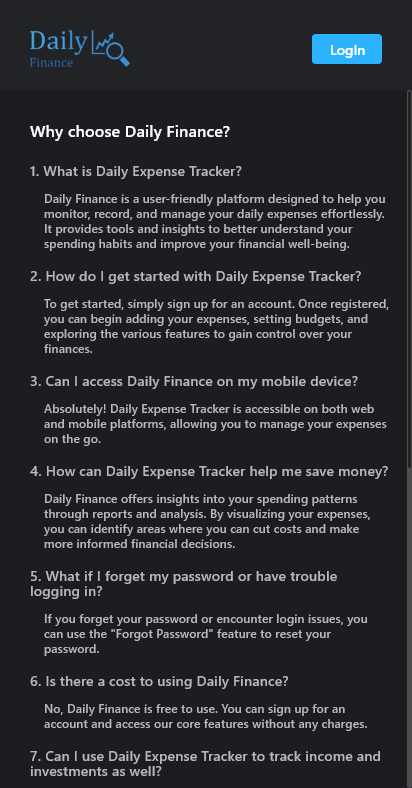 Daily
Finance
LogIn
Why choose Daily Finance?
1. What is Daily Expense Tracker?
Daily Finance is a user-friendly platform designed to help you
monitor, record, and manage your daily expenses effortlessly.
It provides tools and insights to better understand your
spending habits and improve your financial well-being.
2. How do I get started with Daily Expense Tracker?
To get started, simply sign up for an account. Once registered,
you can begin adding your expenses, setting budgets, and
exploring the various features to gain control over your
finances.
3. Can I access Daily Finance on my mobile device?
Absolutely! Daily Expense Tracker is accessible on both web
and mobile platforms, allowing you to manage your expenses
on the go.
4. How can Daily Expense Tracker help me save money?
Daily Finance offers insights into your spending patterns
through reports and analysis. By visualizing your expenses,
you can identify areas where you can cut costs and make
more informed financial decisions.
5. What if I forget my password or have trouble
logging in?
If you forget your password or encounter login issues, you
can use the "Forgot Password" feature to reset your
password.
6. Is there a cost to using Daily Finance?
No, Daily Finance is free to use. You can sign up for an
account and access our core features without any charges.
7. Can I use Daily Expense Tracker to track income and
investments as well?